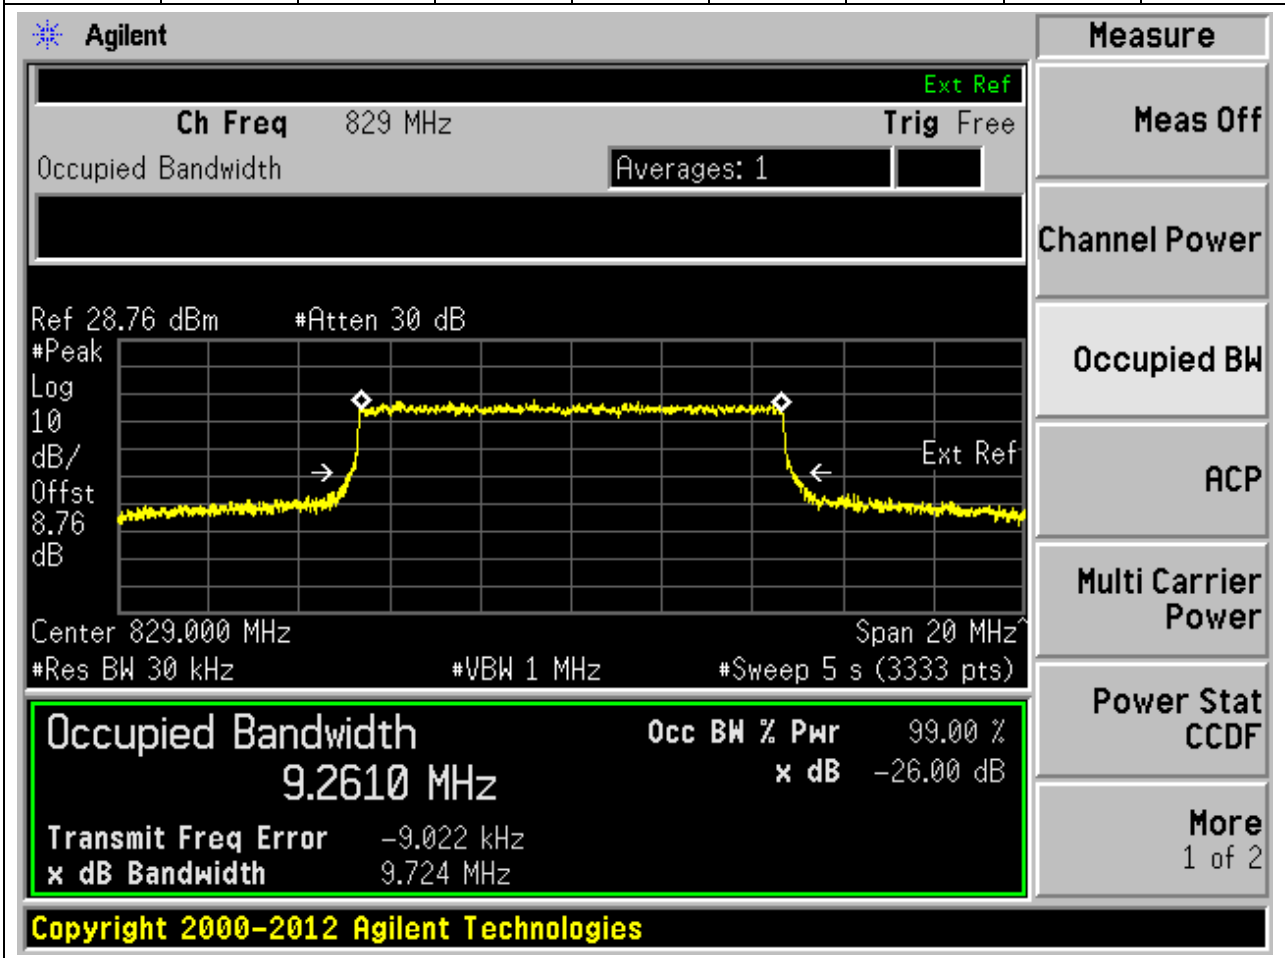 Agilent
Measure
Ext Ref
Ch Freq 829 MHz Trig Free
Meas Off
Occupied Bandwidth Averages: 1
Channel Power
Ref 28.76 dBm #Atten 30 dB
#Peak
Log
10
dB/
Offst
8.76
dB
Ext Ref
Occupied BW
ACP
Center 829.000 MHz Span 20 MHz^
#Res BW 30 kHz #VBW 1 MHz #Sweep 5 s (3333 pts)
Multi Carrier
Power
Occupied Bandwidth Occ BW % Pwr 99.00 %
9.2610 MHz x dB -26.00 dB
Transmit Freq Error -9.022 kHz
x dB Bandwidth 9.724 MHz
Power Stat
CCDF
More
1 of 2
Copyright 2000-2012 Agilent Technologies